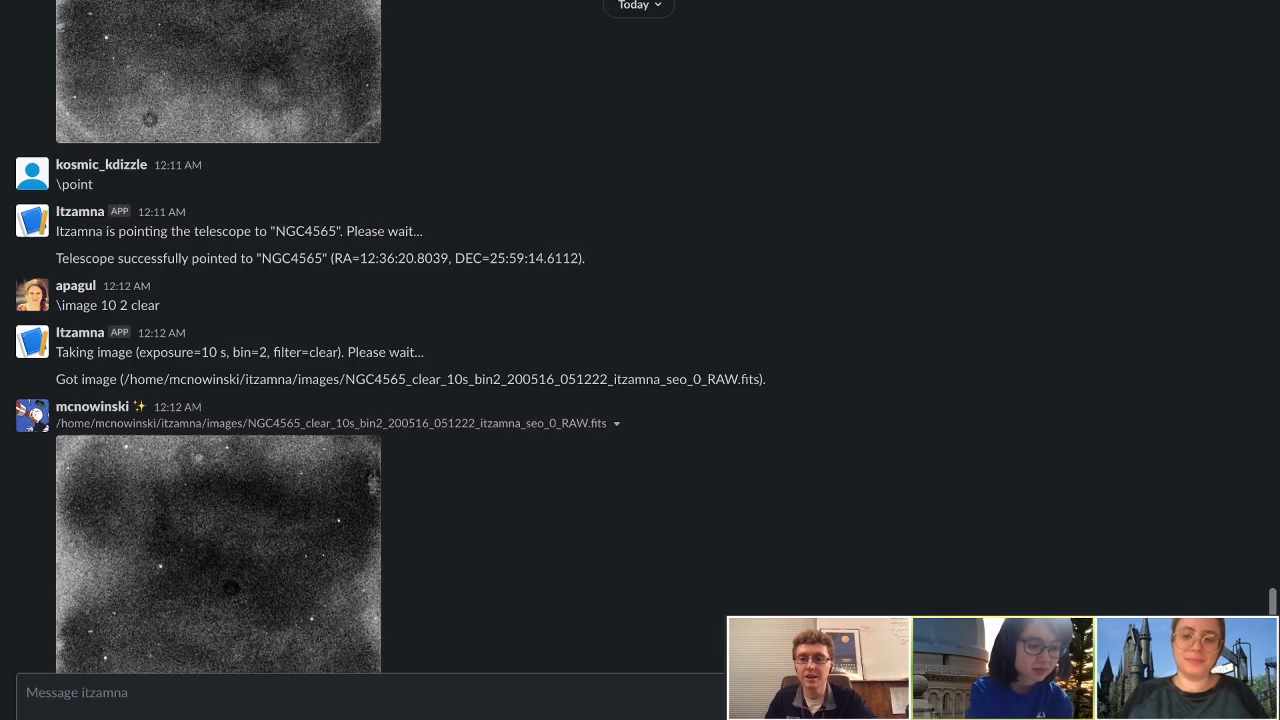 Today
kosmic_kdizzle 12:11 AM
\point
Itzamna APP 12:11 AM
Itzamna is pointing the telescope to "NGC4565". Please wait...
Telescope successfully pointed to "NGC4565" (RA=12:36:20.8039, DEC=25:59:14.6112).
apagul 12:12 AM
\image 10 2 clear
Itzamna APP 12:12 AM
Taking image (exposure=10 s, bin=2, filter=clear). Please wait...
Got image (/home/mcnowinski/itzamna/images/NGC4565_clear_10s_bin2_200516_051222_itzamna_seo_0_RAW.fits).
mcnowinski 12:12 AM
/home/mcnowinski/itzamna/images/NGC4565_clear_10s_bin2_200516_051222_itzamna_seo_0_RAW.fits
Message itzamna